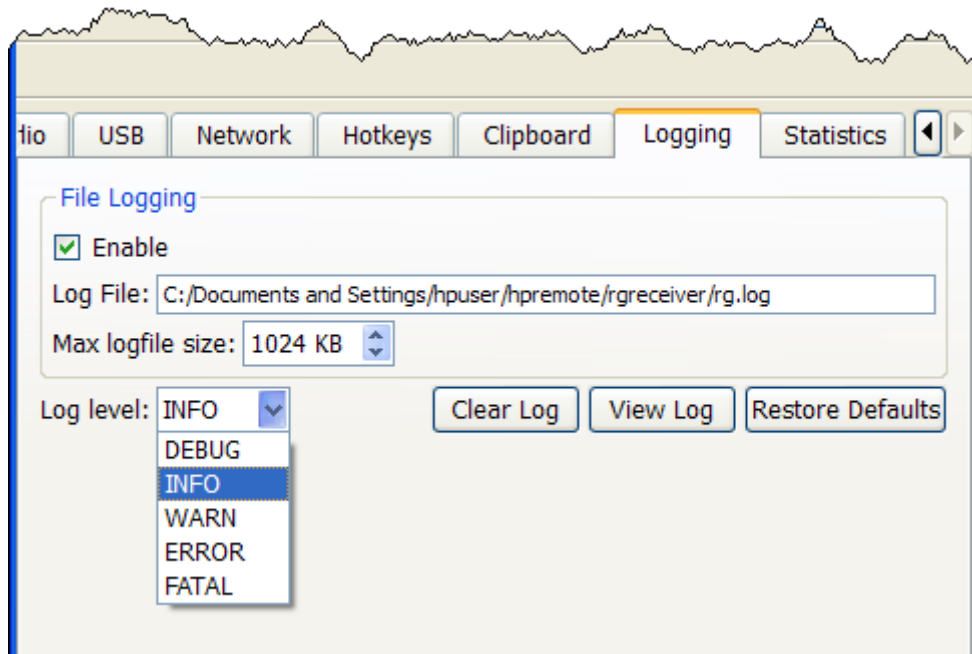 dio USB Network Hotkeys Clipboard Logging Statistics
File Logging
Enable
Log File: C:/Documents and Settings/hpuser/hpremote/rgreceiver/rg.log
Max logfile size: 1024 KB
Log level: INFO Clear Log View Log Restore Defaults
DEBUG
INFO
WARN
ERROR
FATAL